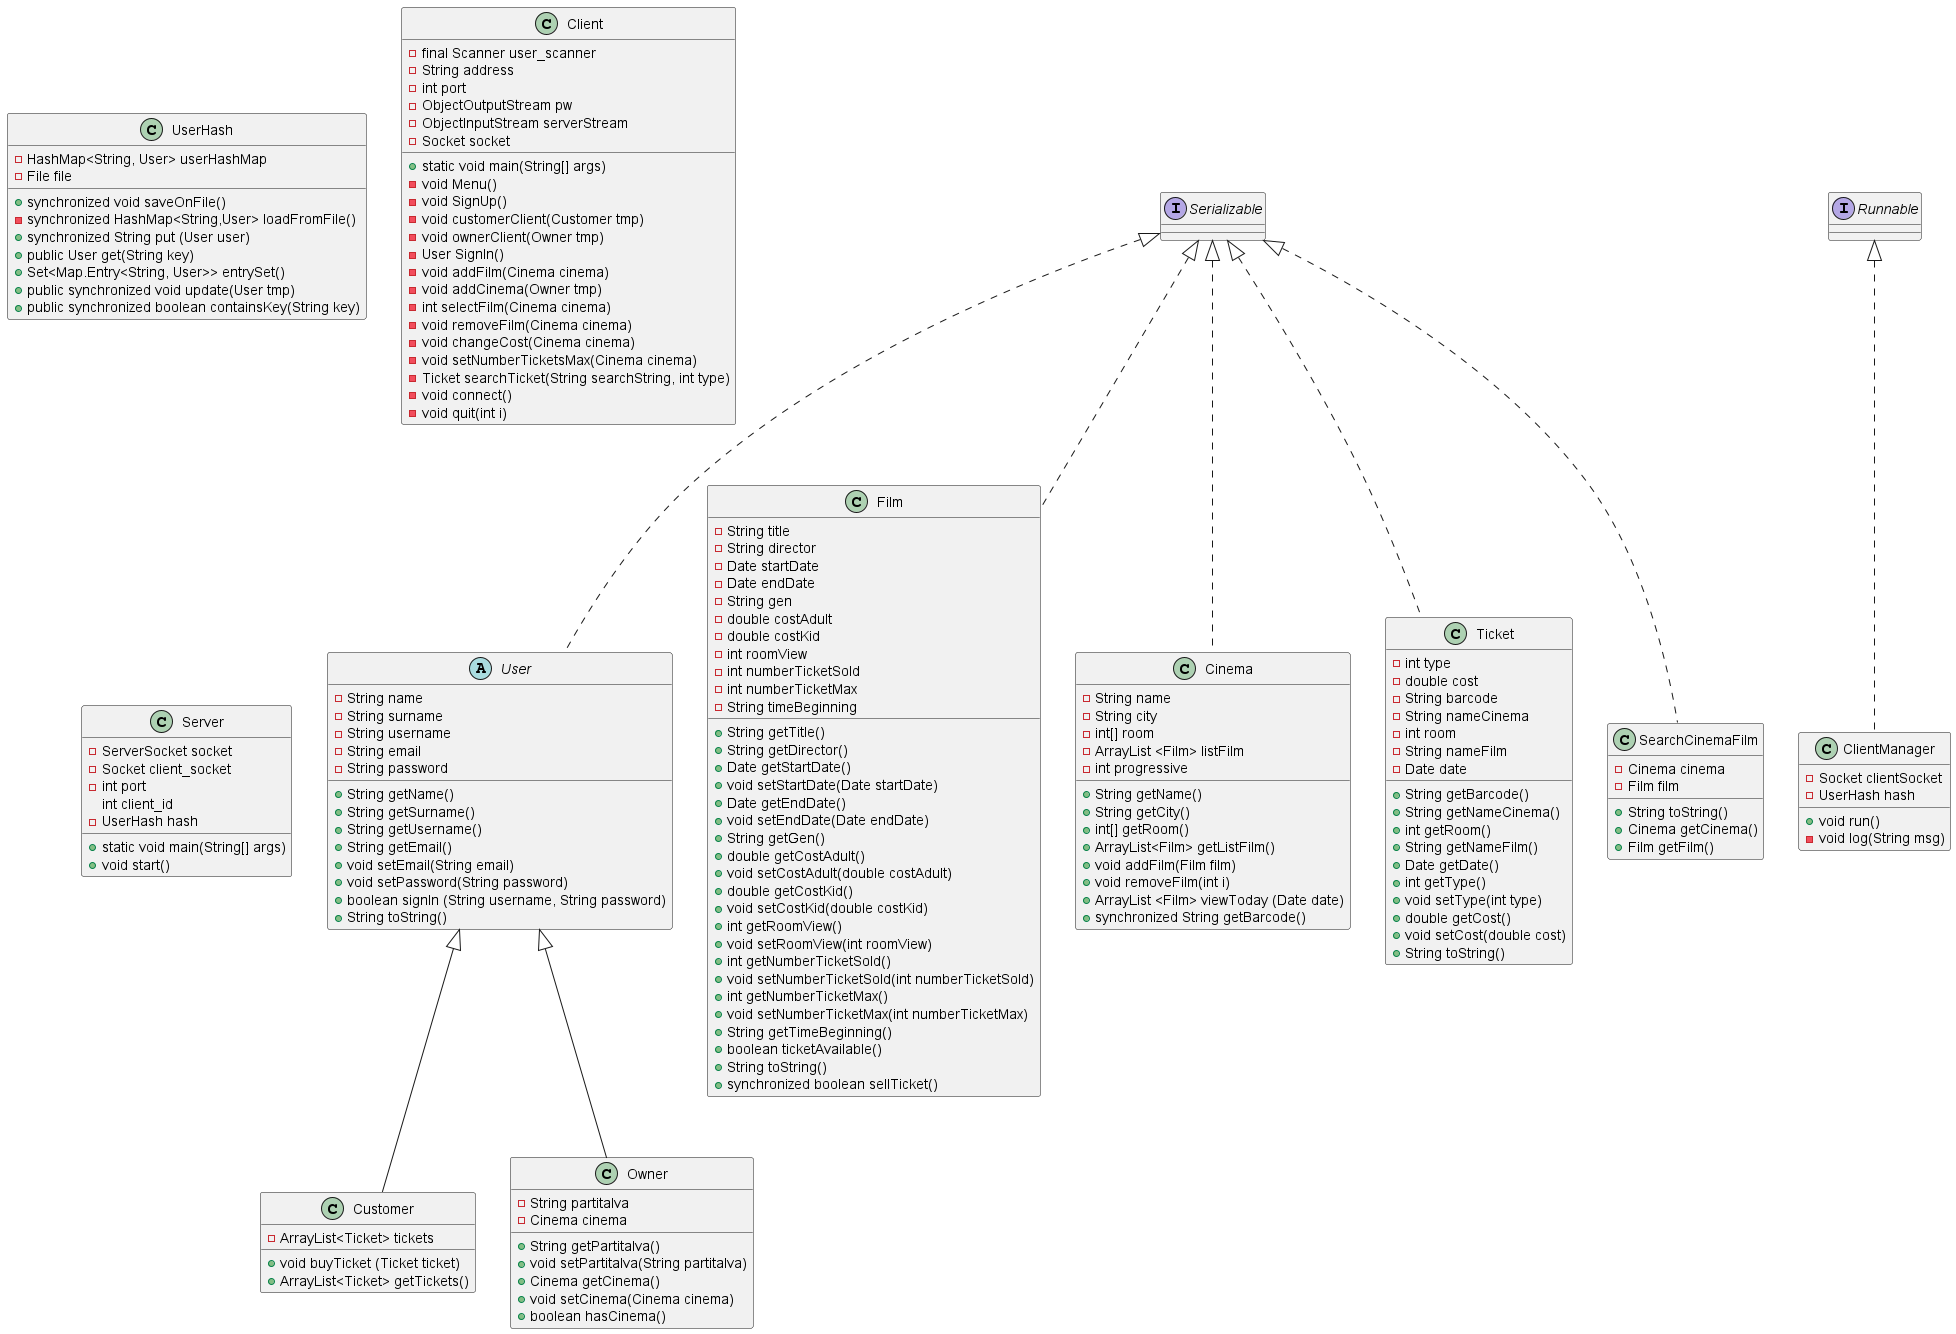 C UserHash
HashMap<String, User> userHashMap
File file
synchronized void saveOnFile()
synchronized HashMap<String,User> loadFromFile()
synchronized String put (User user)
public User get(String key)
Set<Map.Entry<String, User>> entrySet()
public synchronized void update(User tmp)
public synchronized boolean containsKey(String key)
C Client
final Scanner user_scanner
String address
int port
ObjectOutputStream pw
ObjectInputStream serverStream
Socket socket
static void main(String[] args)
void Menu()
void SignUp()
void customerClient(Customer tmp)
void ownerClient(Owner tmp)
User SignIn()
void addFilm(Cinema cinema)
void addCinema(Owner tmp)
int selectFilm(Cinema cinema)
void removeFilm(Cinema cinema)
void changeCost(Cinema cinema)
void setNumberTicketsMax(Cinema cinema)
Ticket searchTicket(String searchString, int type)
void connect()
void quit(int i)
I Serializable
I Runnable
C Server
ServerSocket socket
Socket client_socket
int port
int client_id
UserHash hash
static void main(String[] args)
void start()
A User
String name
String surname
String username
String email
String password
String getName()
String getSurname()
String getUsername()
String getEmail()
void setEmail(String email)
void setPassword(String password)
boolean signIn (String username, String password)
String toString()
C Film
String title
String director
Date startDate
Date endDate
String gen
double costAdult
double costKid
int roomView
int numberTicketSold
int numberTicketMax
String timeBeginning
String getTitle()
String getDirector()
Date getStartDate()
void setStartDate(Date startDate)
Date getEndDate()
void setEndDate(Date endDate)
String getGen()
double getCostAdult()
void setCostAdult(double costAdult)
double getCostKid()
void setCostKid(double costKid)
int getRoomView()
void setRoomView(int roomView)
int getNumberTicketSold()
void setNumberTicketSold(int numberTicketSold)
int getNumberTicketMax()
void setNumberTicketMax(int numberTicketMax)
String getTimeBeginning()
boolean ticketAvailable()
String toString()
synchronized boolean sellTicket()
C Cinema
String name
String city
int[] room
ArrayList <Film> listFilm
int progressive
String getName()
String getCity()
int[] getRoom()
ArrayList<Film> getListFilm()
void addFilm(Film film)
void removeFilm(int i)
ArrayList <Film> viewToday (Date date)
synchronized String getBarcode()
C Ticket
int type
double cost
String barcode
String nameCinema
int room
String nameFilm
Date date
String getBarcode()
String getNameCinema()
int getRoom()
String getNameFilm()
Date getDate()
int getType()
void setType(int type)
double getCost()
void setCost(double cost)
String toString()
C SearchCinemaFilm
Cinema cinema
Film film
String toString()
Cinema getCinema()
Film getFilm()
C ClientManager
Socket clientSocket
UserHash hash
void run()
void log(String msg)
C Customer
ArrayList<Ticket> tickets
void buyTicket (Ticket ticket)
ArrayList<Ticket> getTickets()
C Owner
String partitaIva
Cinema cinema
String getPartitaIva()
void setPartitaIva(String partitaIva)
Cinema getCinema()
void setCinema(Cinema cinema)
boolean hasCinema()